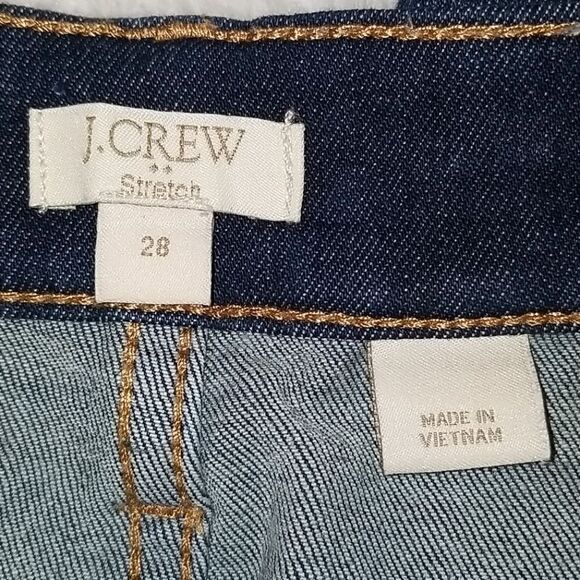 J.CREW
Stretch
28
MADE IN
VIETNAM